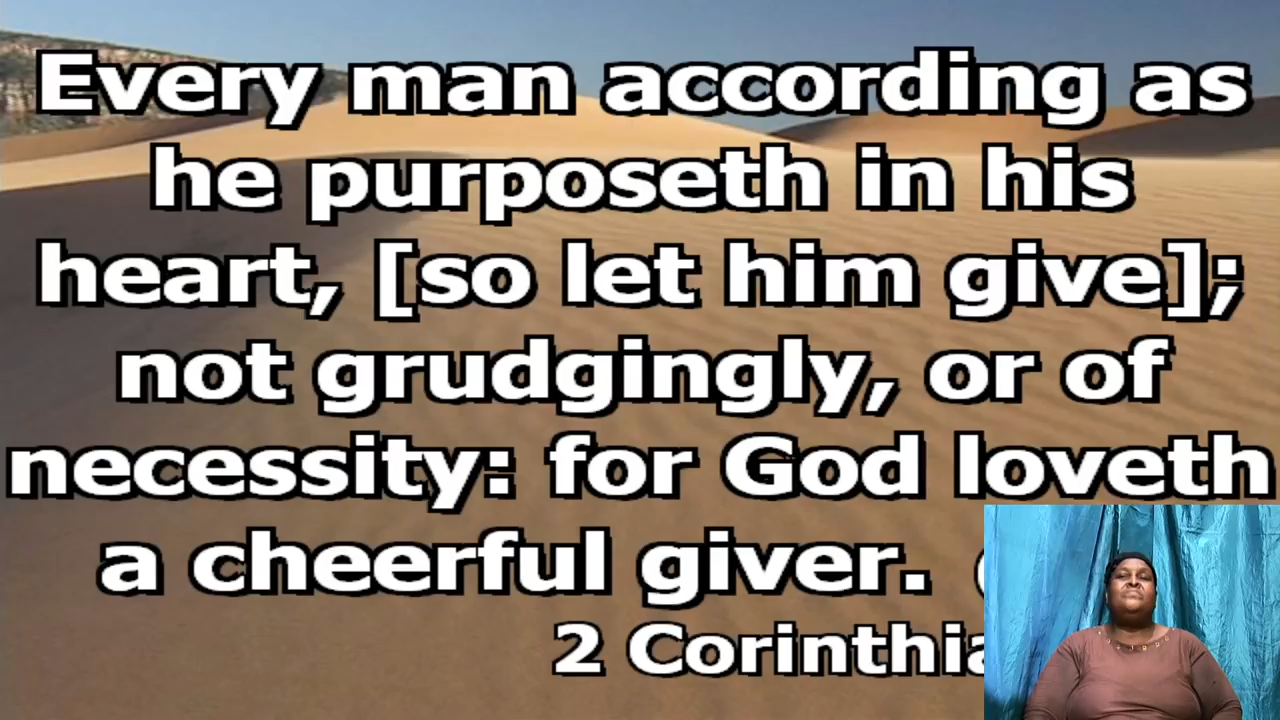 Every man according as
he purposeth in his
heart, [so let him give];
not grudgingly, or of
necessity: for God loveth
a cheerful giver.
2